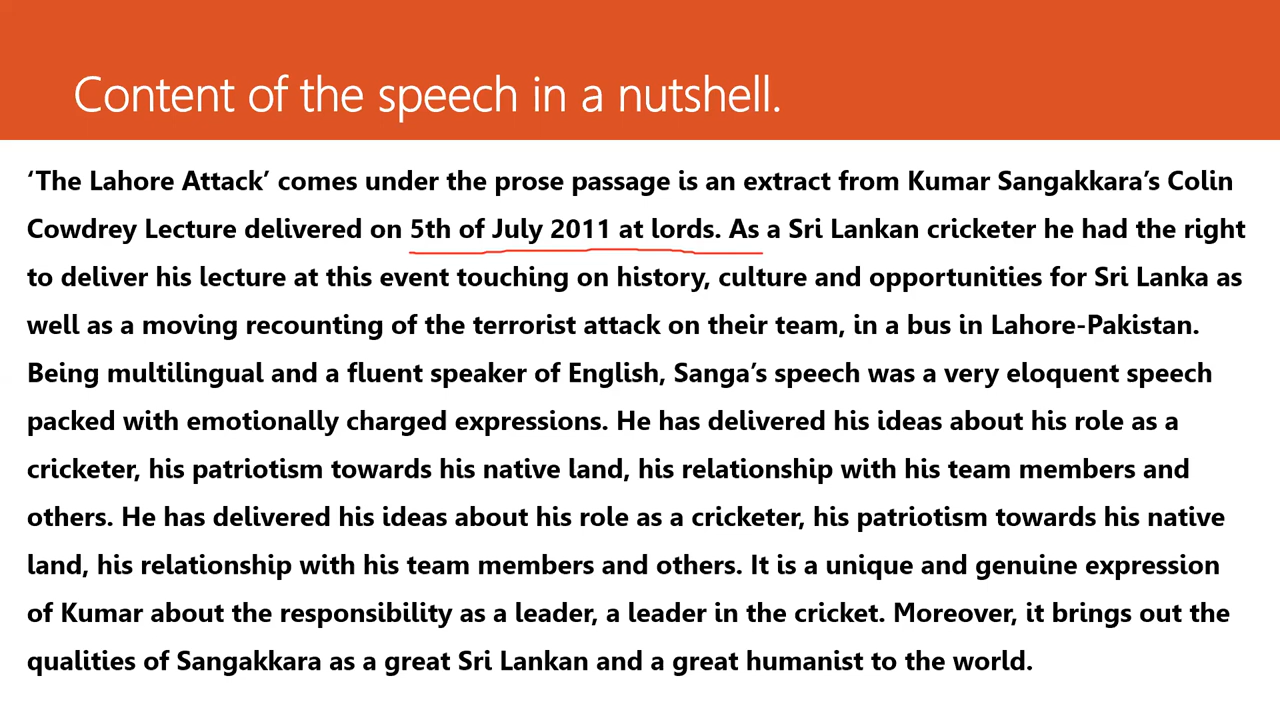 Content of the speech in a nutshell.
‘The Lahore Attack’ comes under the prose passage is an extract from Kumar Sangakkara’s Colin
Cowdrey Lecture delivered on 5th of July 2011 at lords. As a Sri Lankan cricketer he had the right
to deliver his lecture at this event touching on history, culture and opportunities for Sri Lanka as
well as a moving recounting of the terrorist attack on their team, in a bus in Lahore-Pakistan.
Being multilingual and a fluent speaker of English, Sanga’s speech was a very eloquent speech
packed with emotionally charged expressions. He has delivered his ideas about his role as a
cricketer, his patriotism towards his native land, his relationship with his team members and
others. He has delivered his ideas about his role as a cricketer, his patriotism towards his native
land, his relationship with his team members and others. It is a unique and genuine expression
of Kumar about the responsibility as a leader, a leader in the cricket. Moreover, it brings out the
qualities of Sangakkara as a great Sri Lankan and a great humanist to the world.